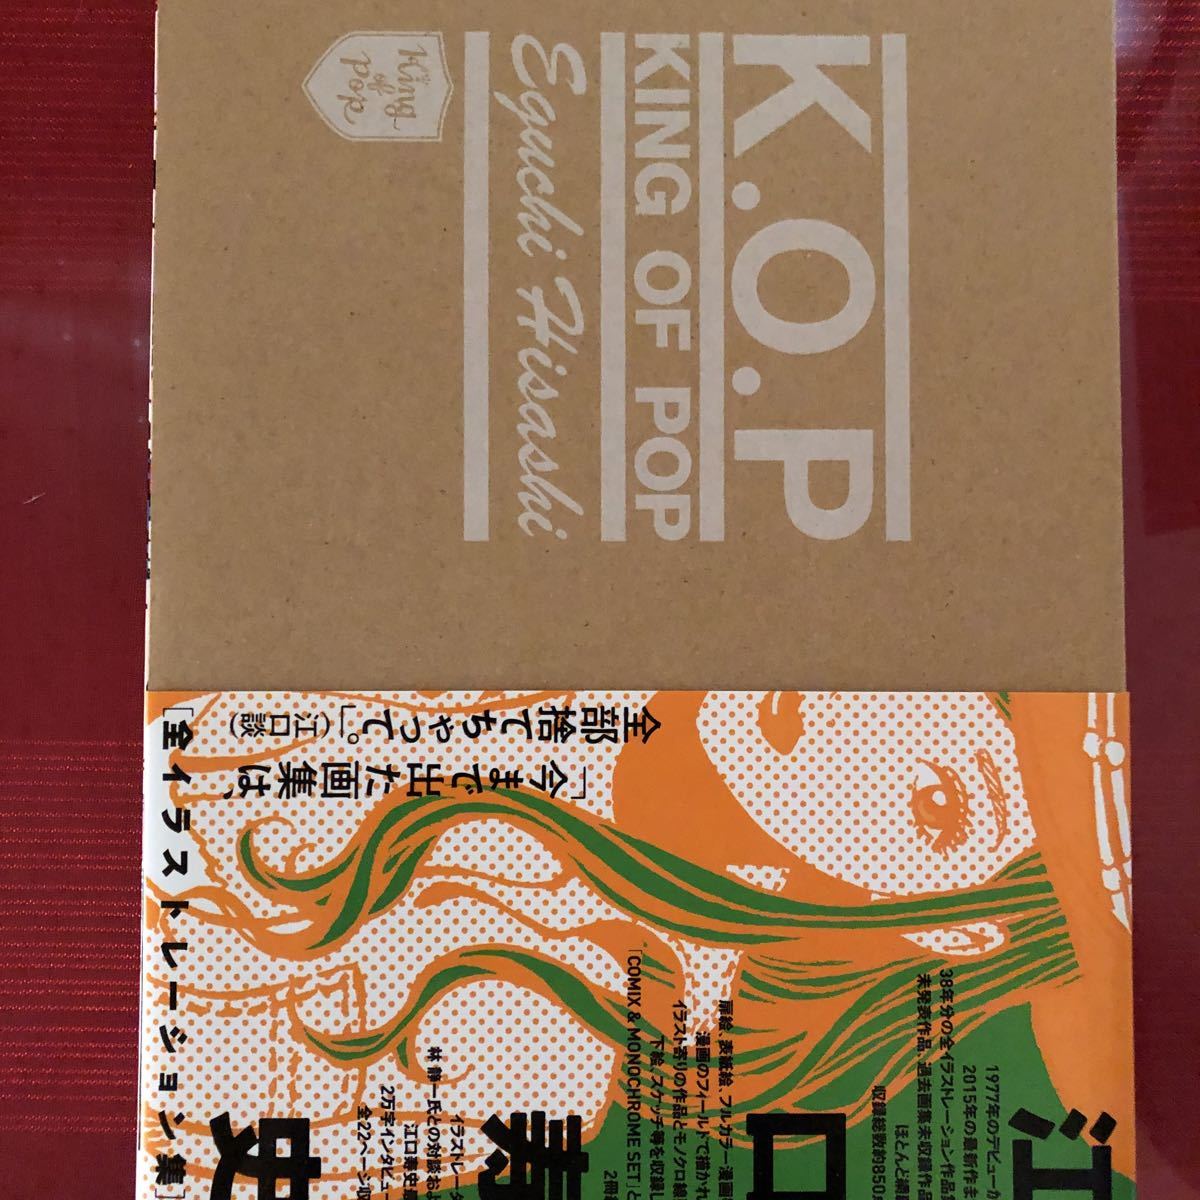 King
of
pop
K.O.P
KING OF POP
Eguchi Hisashi
「今まで出た画集は、
全部捨てちゃって。」(江口談)
江口寿史
[全イラストレーション集]
1977年のデビューか
2015年の最新作ま
38年分の全イラストレーション作品
未発表作品、過去画集未収録作品
ほとんど網
収録総数約850点
扉絵、表紙絵、フルカラー漫画
漫画のフィールドで描かれ
イラスト寄りの作品とモノクロ線
下絵、スケッチ等を収録し
「COMIX & MONOCHROME SET」と
2冊
林 静一氏との対談およ
イラストレータ
江口寿史
2万字インタビュー
全22ページ収